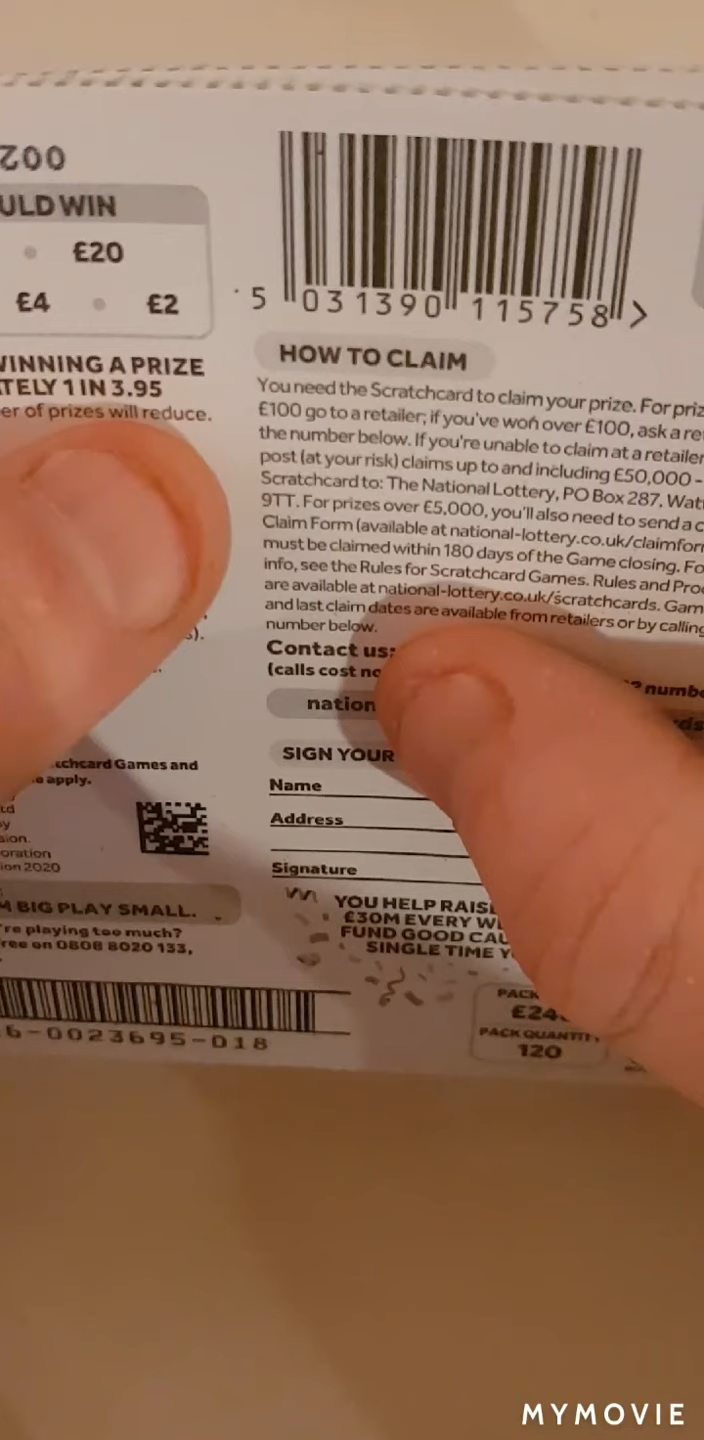 002
ULD WIN
£20
£4 £2
WINNING A PRIZE
TELY 1 IN 3.95
er of prizes will reduce.
5 031390 115758 >
HOW TO CLAIM
You need the Scratchcard to claim your prize. For priz
£100 go to a retailer; if you've won over £100, ask a re
the number below. If you're unable to claim at a retailer
post (at your risk) claims up to and including £50,000 -
Scratchcard to: The National Lottery, PO Box 287, Wat
9TT. For prizes over £5,000, you'll also need to send a c
Claim Form (available at national-lottery.co.uk/claimfor
must be claimed within 180 days of the Game closing. Fo
info, see the Rules for Scratchcard Games. Rules and Pro
are available at national-lottery.co.uk/scratchcards. Gam
and last claim dates are available from retailers or by calling
number below.
Contact us:
(calls cost no
numbe
nation
rds
SIGN YOUR
Name
Address
Signature
s).
tchcard Games and
apply.
td
y
sion.
oration
ion 2020
M BIG PLAY SMALL.
're playing too much?
ree on 0808 8020 133,
6-0023695-018
YOU HELP RAIS
£30M EVERY W
FUND GOOD CAU
SINGLE TIME Y
PACK
£24
PACK QUANTITY
120
MYMOVIE